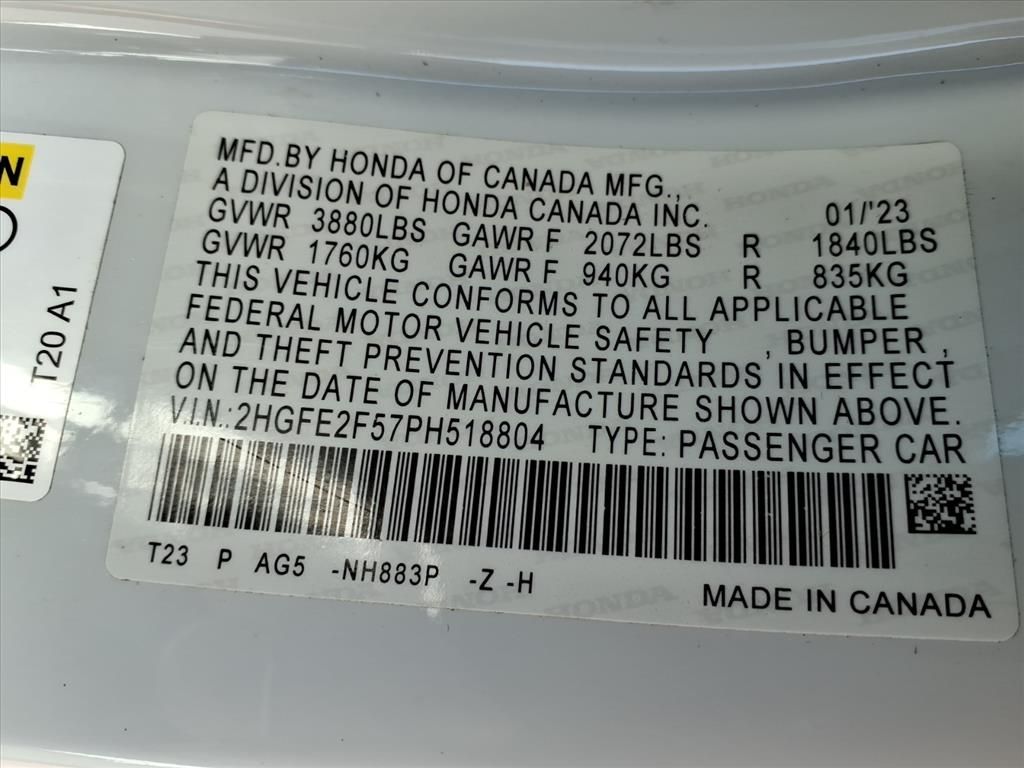 N
T20 A1
MFD.BY HONDA OF CANADA MFG.,
A DIVISION OF HONDA CANADA INC. 01/'23
GVWR 3880LBS GAWR F 2072LBS R 1840LBS
GVWR 1760KG GAWR F 940KG R 835KG
THIS VEHICLE CONFORMS TO ALL APPLICABLE
FEDERAL MOTOR VEHICLE SAFETY , BUMPER ,
AND THEFT PREVENTION STANDARDS IN EFFECT
ON THE DATE OF MANUFACTURE SHOWN ABOVE.
V.I.N.:2HGFE2F57PH518804 TYPE: PASSENGER CAR
T23 P AG5 -NH883P -Z -H
MADE IN CANADA